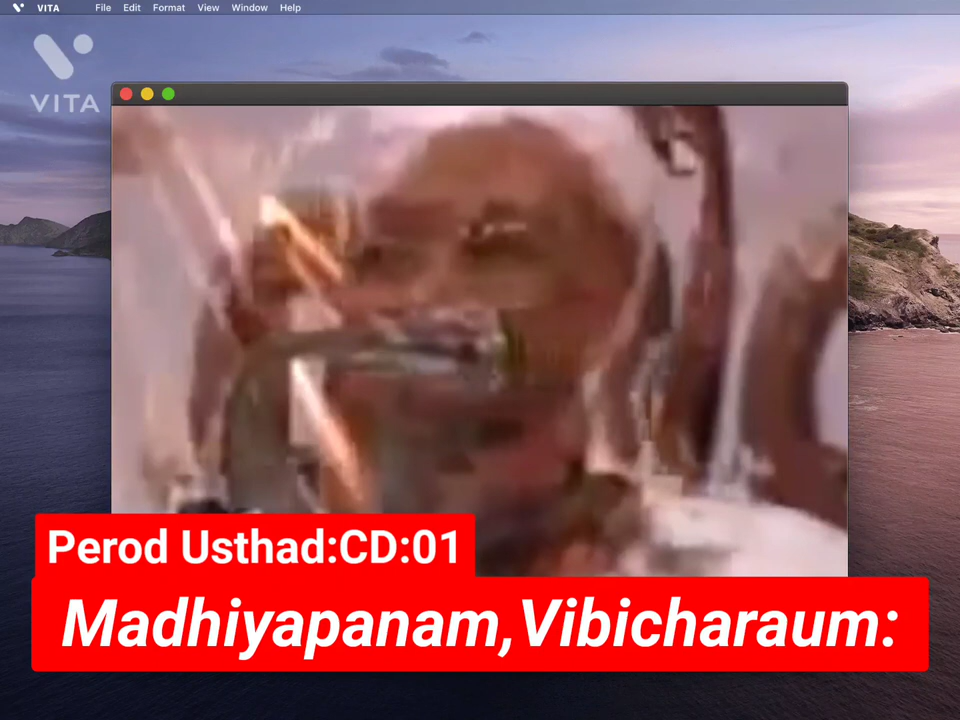 VITA File Edit Format View Window Help
VITA
Perod Usthad:CD:01
Madhiyapanam,Vibicharaum: